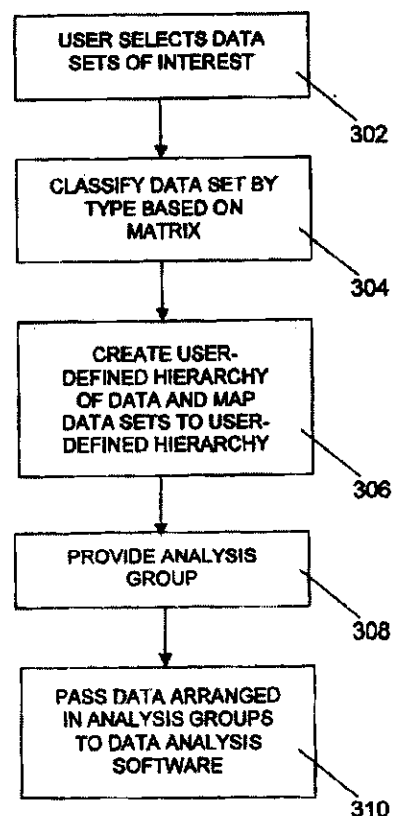 USER SELECTS DATA
SETS OF INTEREST
302
CLASSIFY DATA SET BY
TYPE BASED ON
MATRIX
304
CREATE USER-
DEFINED HIERARCHY
OF DATA AND MAP
DATA SETS TO USER-
DEFINED HIERARCHY
306
PROVIDE ANALYSIS
GROUP
308
PASS DATA ARRANGED
IN ANALYSIS GROUPS
TO DATA ANALYSIS
SOFTWARE
310